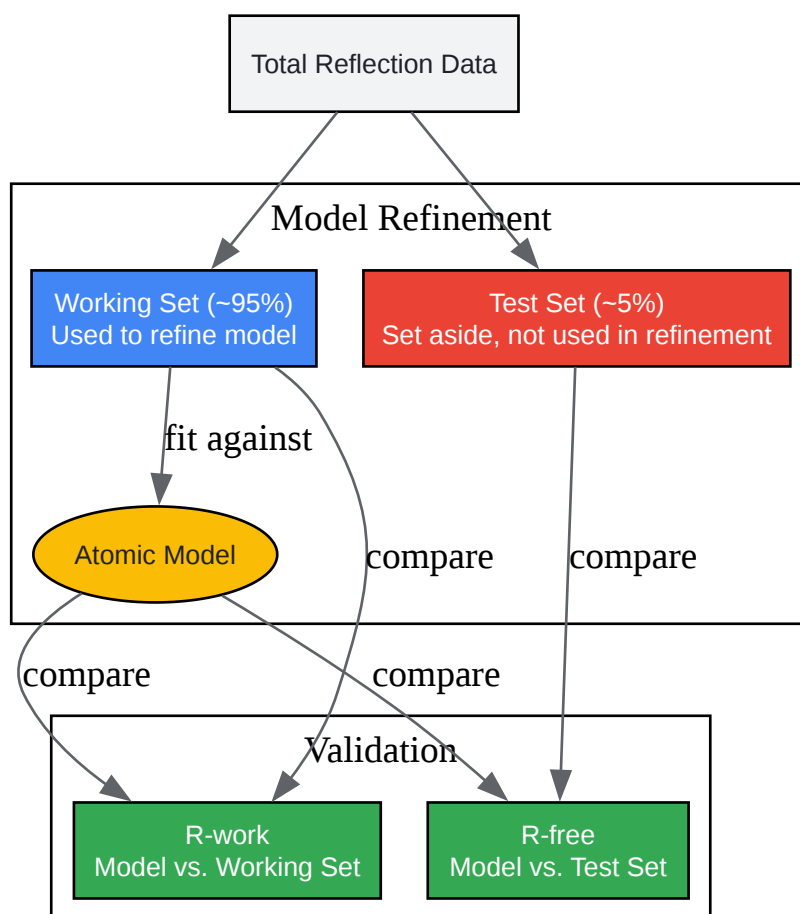 Total Reflection Data
Model Refinement
Working Set (~95%)
Used to refine model
Test Set (~5%)
Set aside, not used in refinement
fit against
Atomic Model
compare
compare
compare
compare
Validation
R-work
Model vs. Working Set
R-free
Model vs. Test Set